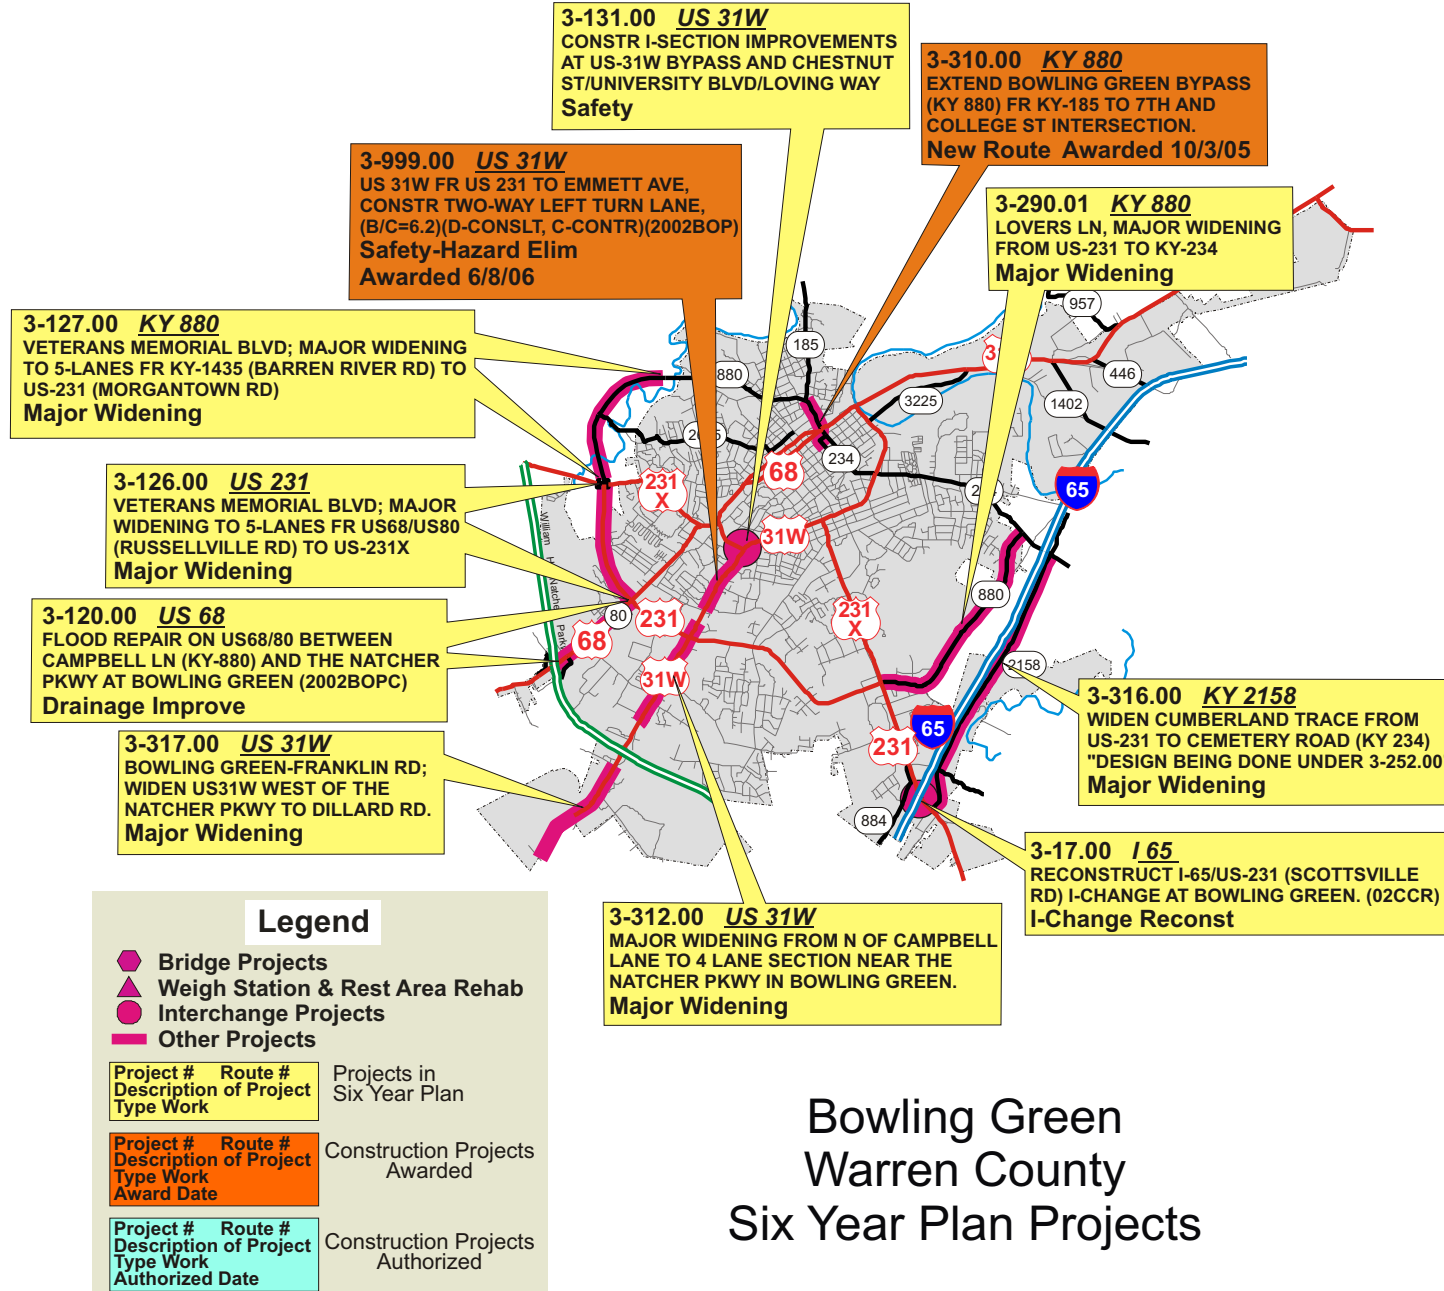 3-131.00 US 31W
CONSTR I-SECTION IMPROVEMENTS
AT US-31W BYPASS AND CHESTNUT
ST/UNIVERSITY BLVD/LOVING WAY
Safety
3-310.00 KY 880
EXTEND BOWLING GREEN BYPASS
(KY 880) FR KY-185 TO 7TH AND
COLLEGE ST INTERSECTION.
New Route Awarded 10/3/05
3-999.00 US 31W
US 31W FR US 231 TO EMMETT AVE,
CONSTR TWO-WAY LEFT TURN LANE,
(B/C=6.2)(D-CONSLT, C-CONTR)(2002BOP)
Safety-Hazard Elim
Awarded 6/8/06
3-290.01 KY 880
LOVERS LN, MAJOR WIDENING
FROM US-231 TO KY-234
Major Widening
3-127.00 KY 880
VETERANS MEMORIAL BLVD; MAJOR WIDENING
TO 5-LANES FR KY-1435 (BARREN RIVER RD) TO
US-231 (MORGANTOWN RD)
Major Widening
3-126.00 US 231
VETERANS MEMORIAL BLVD; MAJOR
WIDENING TO 5-LANES FR US68/US80
(RUSSELLVILLE RD) TO US-231X
Major Widening
3-120.00 US 68
FLOOD REPAIR ON US68/80 BETWEEN
CAMPBELL LN (KY-880) AND THE NATCHER
PKWY AT BOWLING GREEN (2002BOPC)
Drainage Improve
3-317.00 US 31W
BOWLING GREEN-FRANKLIN RD;
WIDEN US31W WEST OF THE
NATCHER PKWY TO DILLARD RD.
Major Widening
957
185
446
880
3225
1402
234
68
231
X
65
31W
William H Natcher
880
80
231
231
X
68
2158
31W
65
231
884
3-316.00 KY 2158
WIDEN CUMBERLAND TRACE FROM
US-231 TO CEMETERY ROAD (KY 234)
"DESIGN BEING DONE UNDER 3-252.00"
Major Widening
3-17.00 I 65
RECONSTRUCT I-65/US-231 (SCOTTSVILLE
RD) I-CHANGE AT BOWLING GREEN. (02CCR)
I-Change Reconst
3-312.00 US 31W
MAJOR WIDENING FROM N OF CAMPBELL
LANE TO 4 LANE SECTION NEAR THE
NATCHER PKWY IN BOWLING GREEN.
Major Widening
Legend
Bridge Projects
Weigh Station & Rest Area Rehab
Interchange Projects
Other Projects
Project # Route #
Description of Project
Type Work
Projects in
Six Year Plan
Project # Route #
Description of Project
Type Work
Award Date
Construction Projects
Awarded
Project # Route #
Description of Project
Type Work
Authorized Date
Construction Projects
Authorized
Bowling Green
Warren County
Six Year Plan Projects